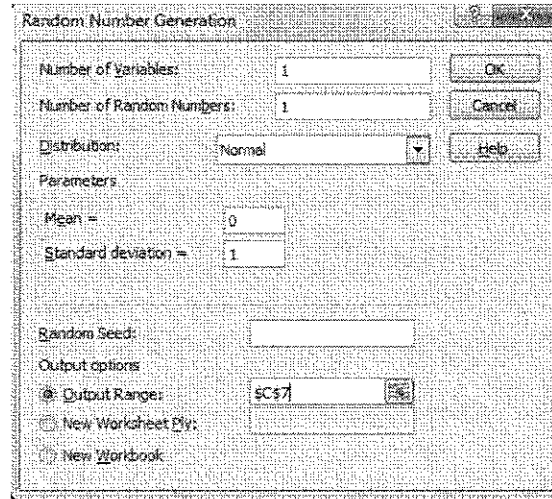 Random Number Generation
Number of Variables: 1 OK
Number of Random Numbers: 1 Cancel
Distribution: Normal Help
Parameters
Mean = 0
Standard deviation = 1
Random Seed:
Output options
Output Range: $C$7
New Worksheet Ply:
New Workbook